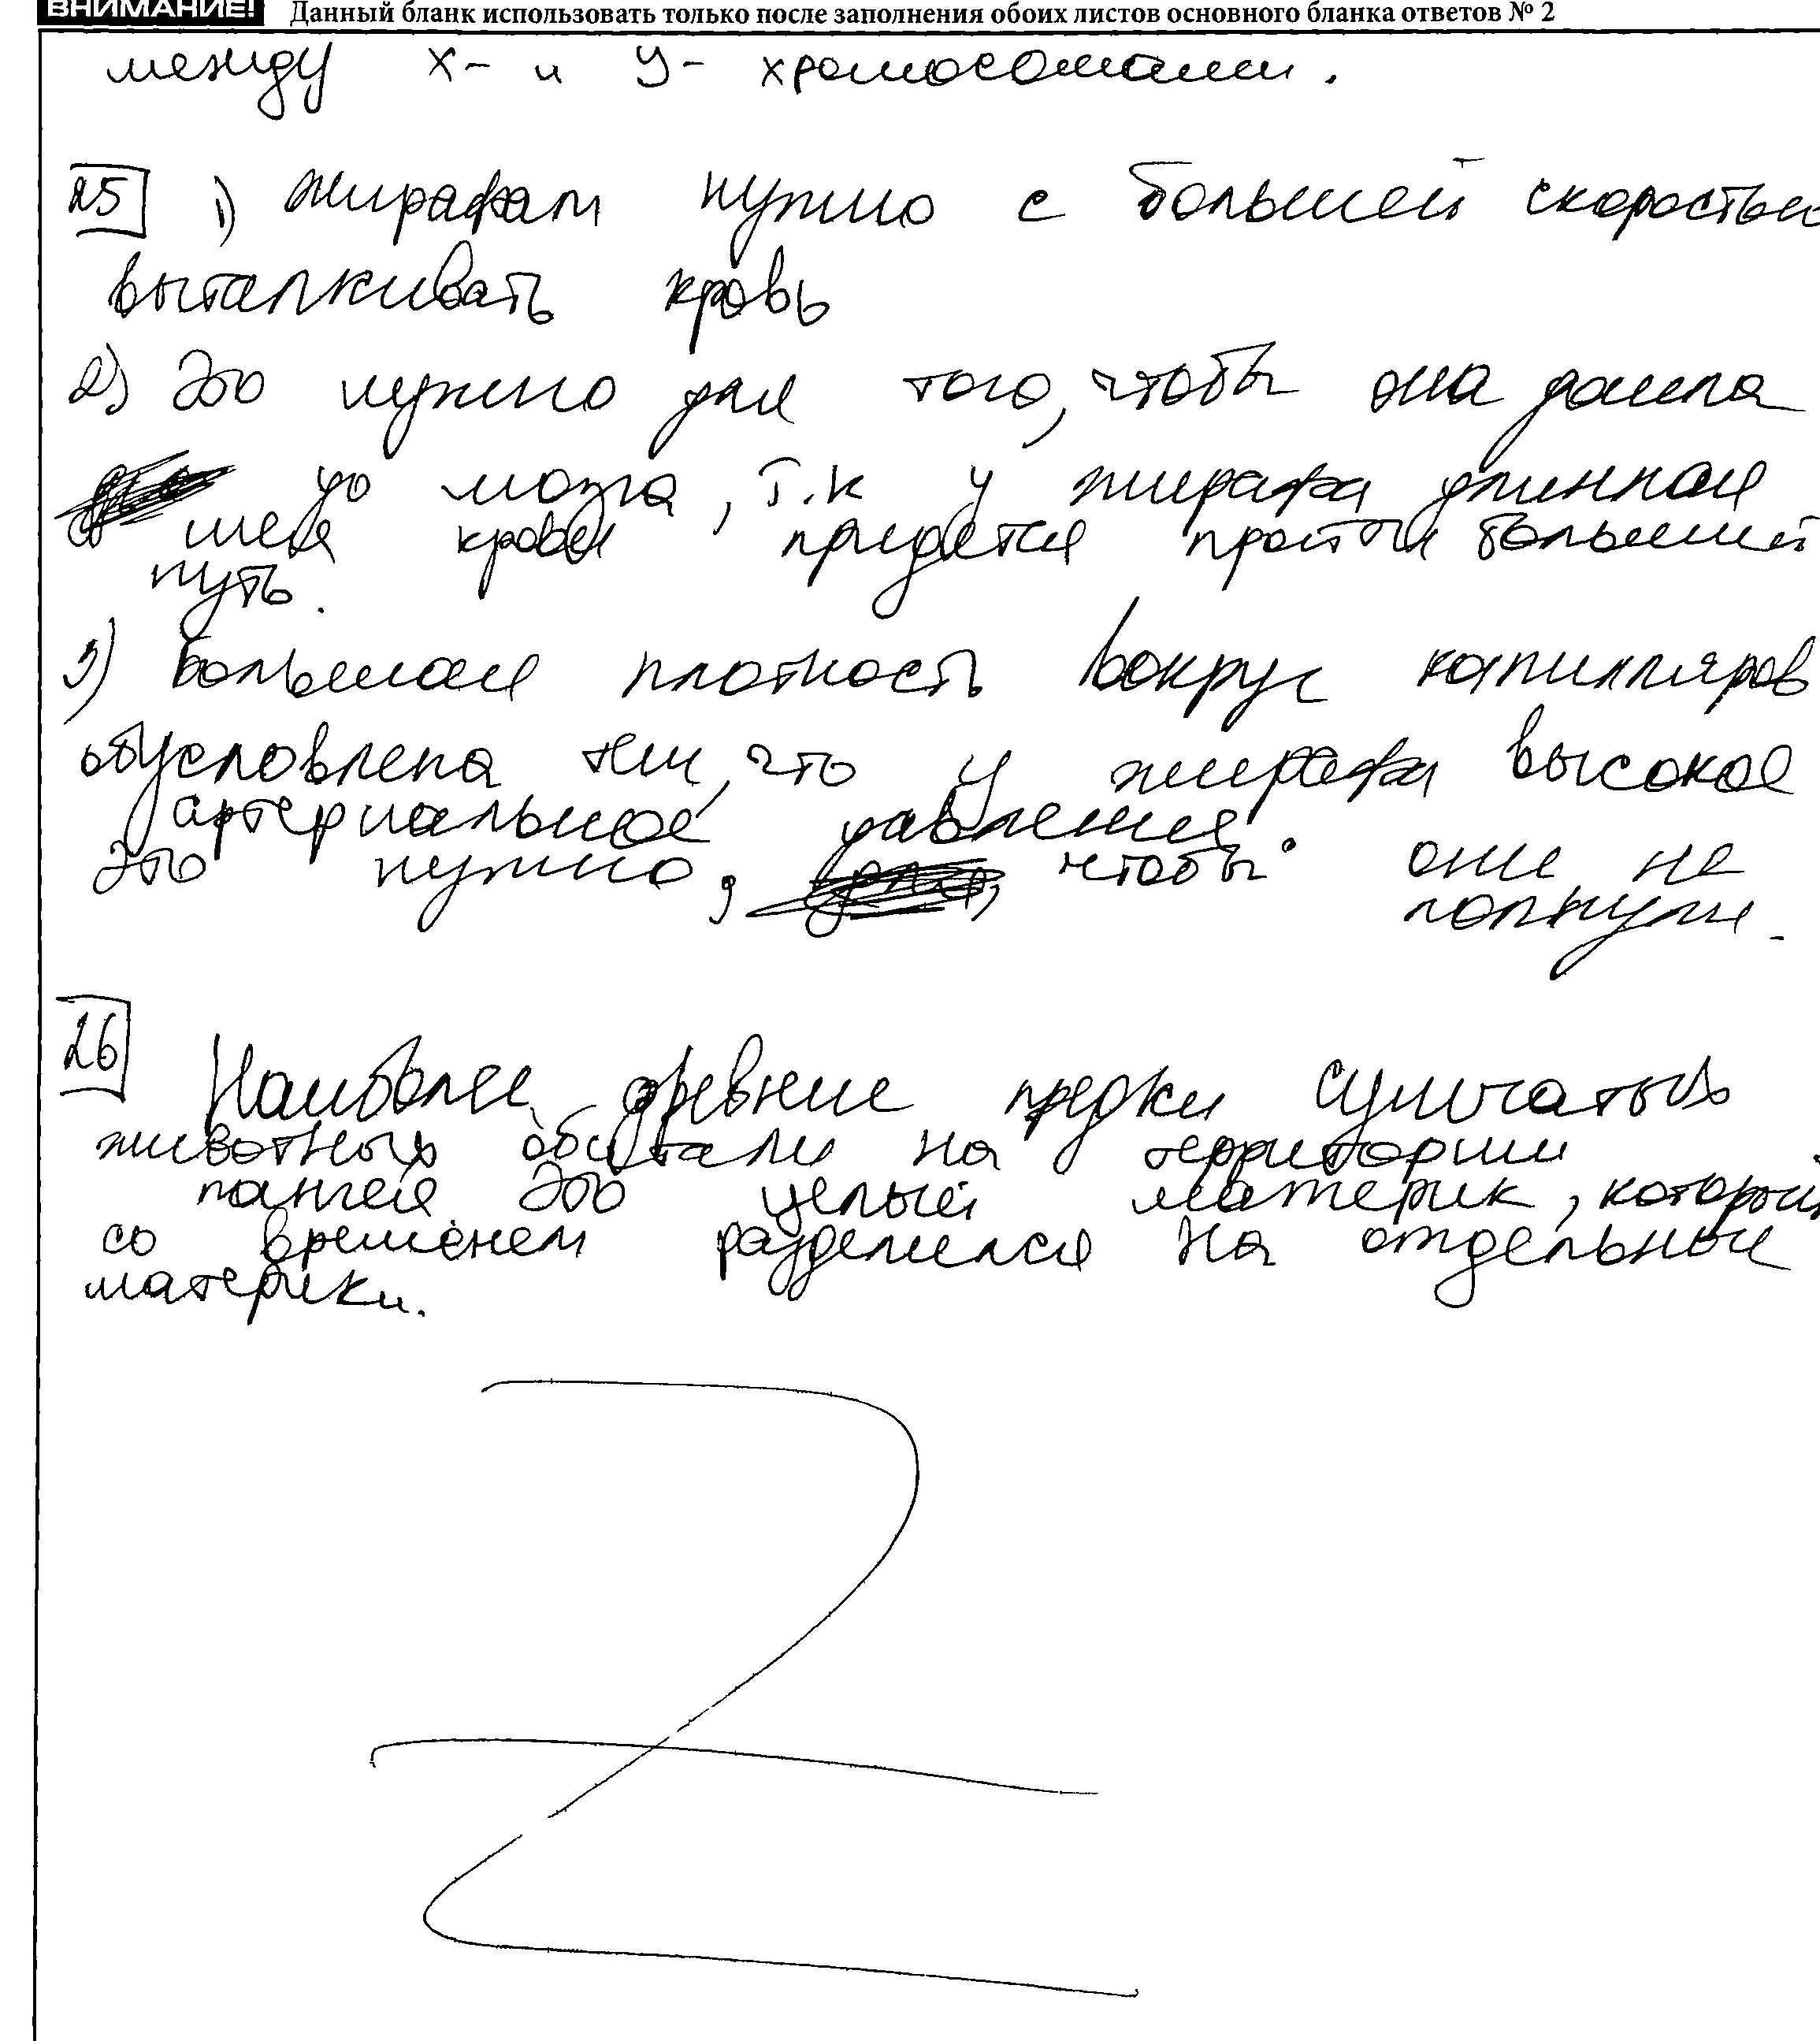 ВНИМАНИЕ! Данный бланк использовать только после заполнения обоих листов основного бланка ответов № 2
между X- и Y- хромосомами.
25 1) Жирафам нужно с большей скоростью
выталкивать кровь
2) Это нужно для того, чтобы она дошла
до мозга, т.к у жирафа длинная
шея крови придется пройти больший
путь.
3) Большая плотность вокруг капилляров
обусловлена тем, что у жирафа высокое
артериальное давление.
Это нужно, чтобы они не
лопнули.
26
Наиболее древние предки сумчатых
животных обитали на территории
пангея. Это целый материк, который
со временем разделился на отдельные
материки.